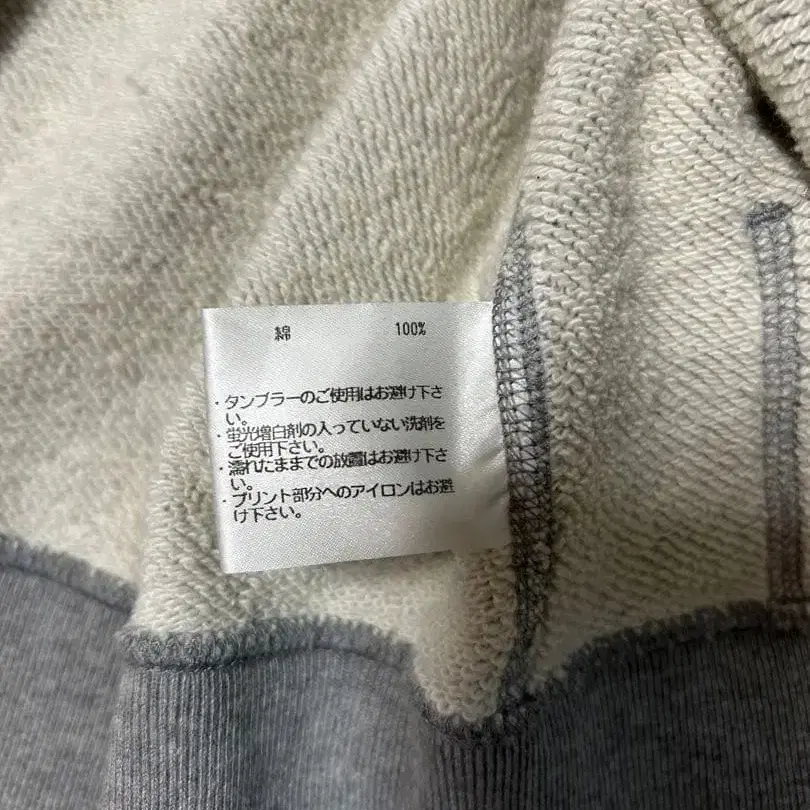 綿 100%
・タンブラーのご使用はお避け下さ
い。
・蛍光増白剤の入っていない洗剤を
ご使用下さい。
・濡れたままでの放置はお避け下さ
い。
・プリント部分へのアイロンはお避
け下さい。